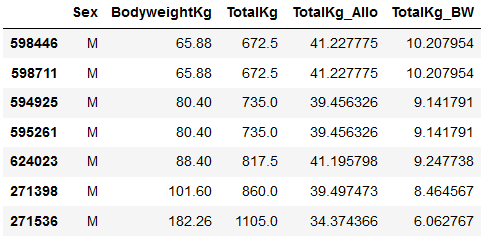 Sex BodyweightKg TotalKg TotalKg_Allo TotalKg_BW
598446 M 65.88 672.5 41.227775 10.207954
598711 M 65.88 672.5 41.227775 10.207954
594925 M 80.40 735.0 39.456326 9.141791
595261 M 80.40 735.0 39.456326 9.141791
624023 M 88.40 817.5 41.195798 9.247738
271398 M 101.60 860.0 39.497473 8.464567
271536 M 182.26 1105.0 34.374366 6.062767